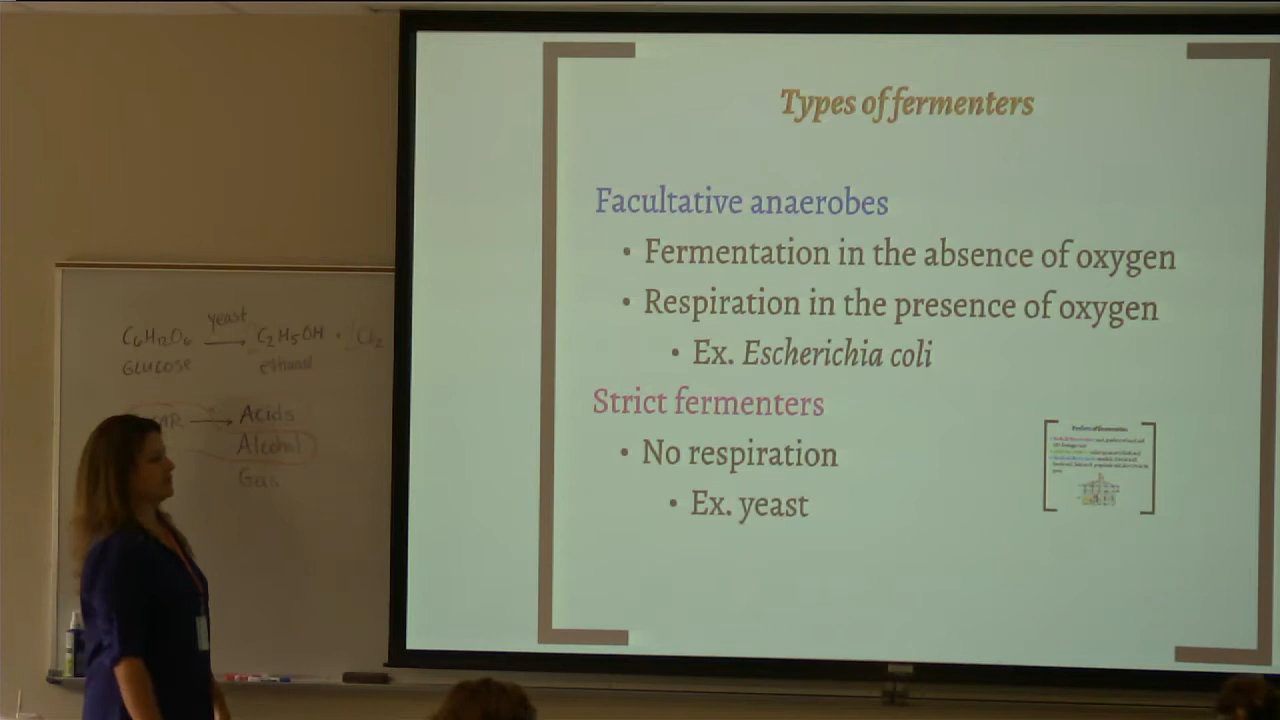 Types of fermenters
Facultative anaerobes
• Fermentation in the absence of oxygen
• Respiration in the presence of oxygen
• Ex. Escherichia coli
Strict fermenters
• No respiration
• Ex. yeast
yeast
C6H12O6 → C2H5OH +
GLUCOSE ethanol
→ Acids
Alcohol
Gas